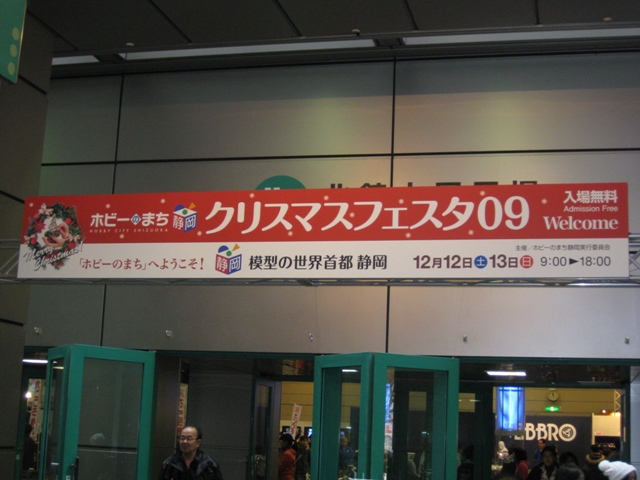 ホビーのまち 静岡 クリスマスフェスタ09
HOBBY CITY SHIZUOKA
入場無料
Admission Free
Welcome
Merry Christmas!
「ホビーのまち」へようこそ!
静岡 模型の世界首都 静岡
主催/ホビーのまち静岡実行委員会
12月12日土13日日 9:00▶18:00
EBBRO